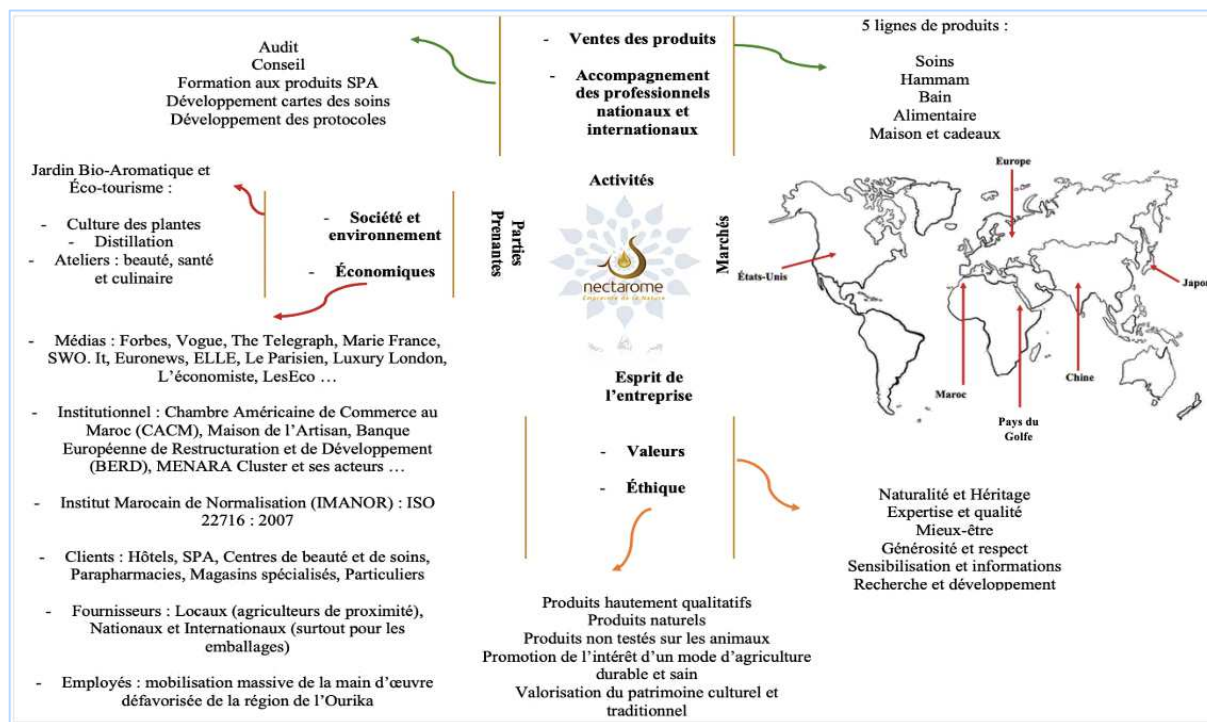 Audit
Conseil
Formation aux produits SPA
Développement cartes des soins
Développement des protocoles
- Ventes des produits
- Accompagnement
des professionnels
nationaux et
internationaux
5 lignes de produits :
Soins
Hammam
Bain
Alimentaire
Maison et cadeaux
Jardin Bio-Aromatique et
Éco-tourisme :
- Culture des plantes
- Distillation
- Ateliers : beauté, santé
et culinaire
- Société et
environnement
- Économiques
Parties
Prenantes
Activités
nectarome
Empreinte de la Nature
Marchés
Europe
États-Unis
Japon
Maroc
Pays du
Golfe
Chine
- Médias : Forbes, Vogue, The Telegraph, Marie France,
SWO. It, Euronews, ELLE, Le Parisien, Luxury London,
L’économiste, LesEco …
- Institutionnel : Chambre Américaine de Commerce au
Maroc (CACM), Maison de l’Artisan, Banque
Européenne de Restructuration et de Développement
(BERD), MENARA Cluster et ses acteurs …
- Institut Marocain de Normalisation (IMANOR) : ISO
22716 : 2007
- Clients : Hôtels, SPA, Centres de beauté et de soins,
Parapharmacies, Magasins spécialisés, Particuliers
- Fournisseurs : Locaux (agriculteurs de proximité),
Nationaux et Internationaux (surtout pour les
emballages)
- Employés : mobilisation massive de la main d’œuvre
défavorisée de la région de l’Ourika
Esprit de
l’entreprise
- Valeurs
- Éthique
Produits hautement qualitatifs
Produits naturels
Produits non testés sur les animaux
Promotion de l’intérêt d’un mode d’agriculture
durable et sain
Valorisation du patrimoine culturel et
traditionnel
Naturalité et Héritage
Expertise et qualité
Mieux-être
Générosité et respect
Sensibilisation et informations
Recherche et développement